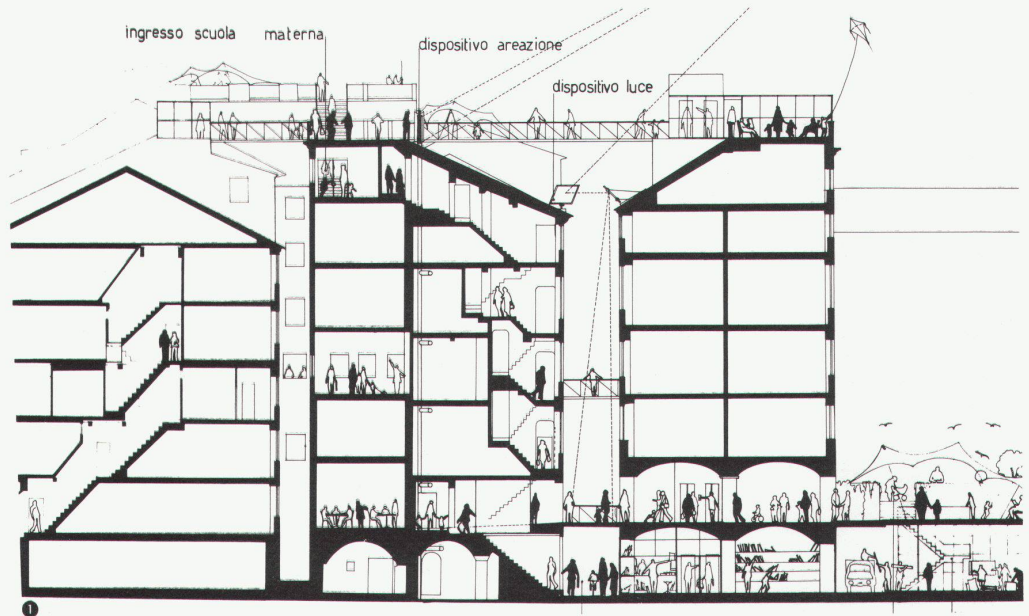 ingresso scuola materna
dispositivo areazione
dispositivo luce
1